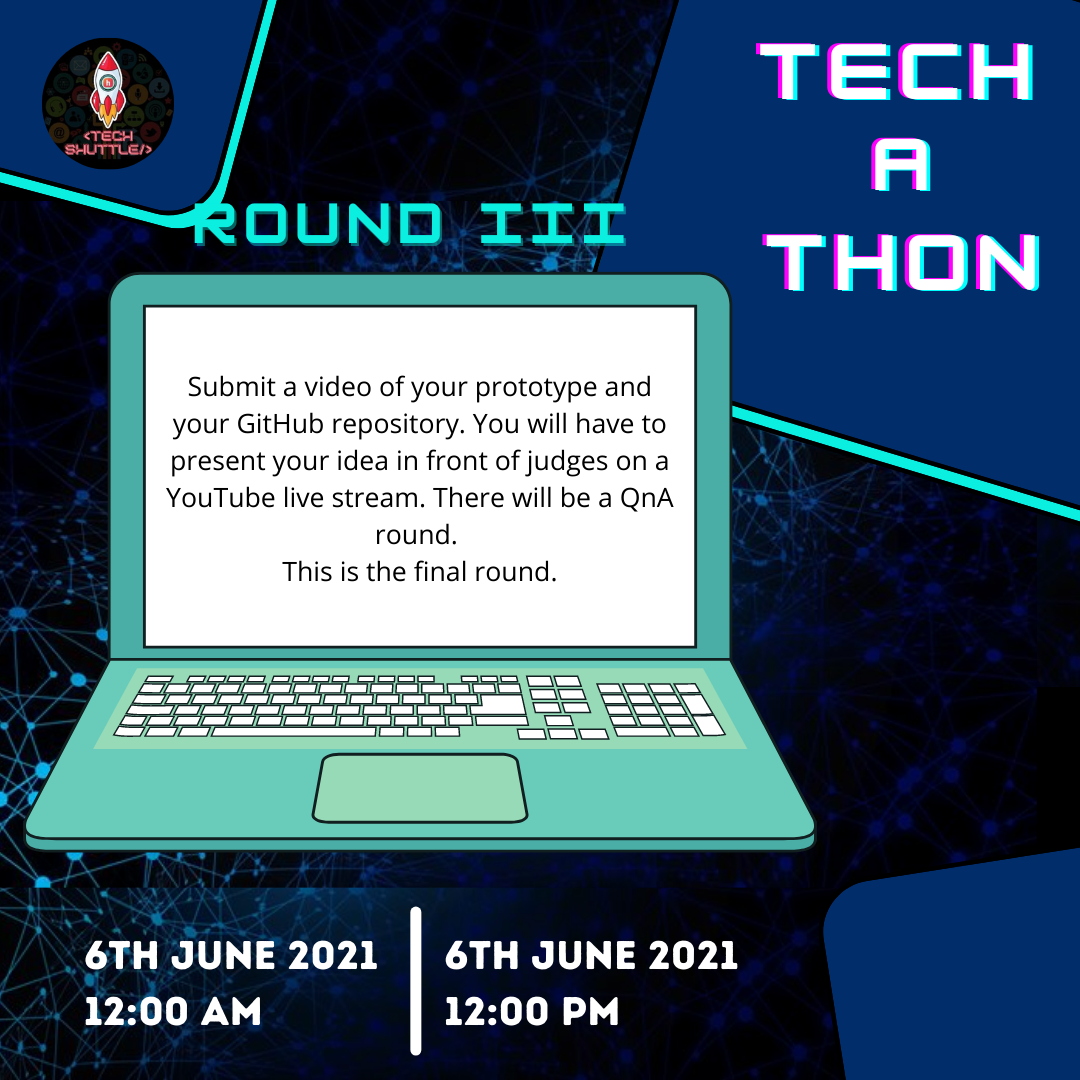 <TECH
SHUTTLE/>
TECH
A
THON
ROUND III
Submit a video of your prototype and
your GitHub repository. You will have to
present your idea in front of judges on a
YouTube live stream. There will be a QnA
round.
This is the final round.
6TH JUNE 2021
12:00 AM
6TH JUNE 2021
12:00 PM